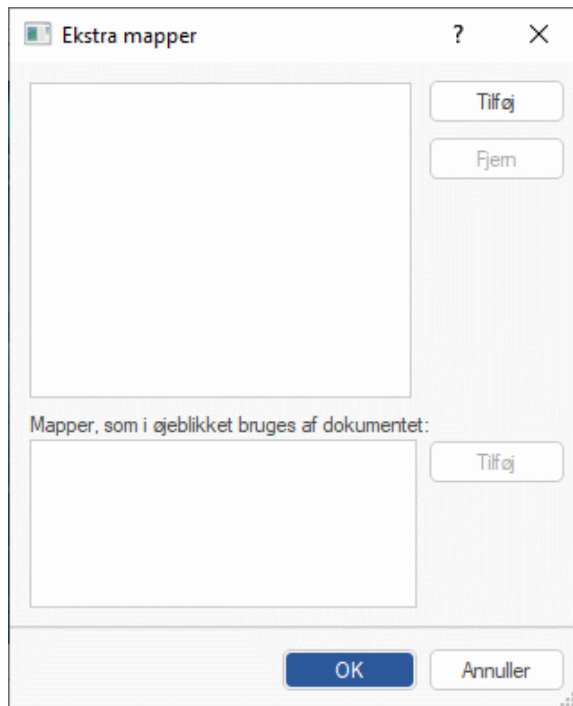 Ekstra mapper
?
Tilføj
Fjern
Mapper, som i øjeblikket bruges af dokumentet:
Tilføj
OK
Annuller